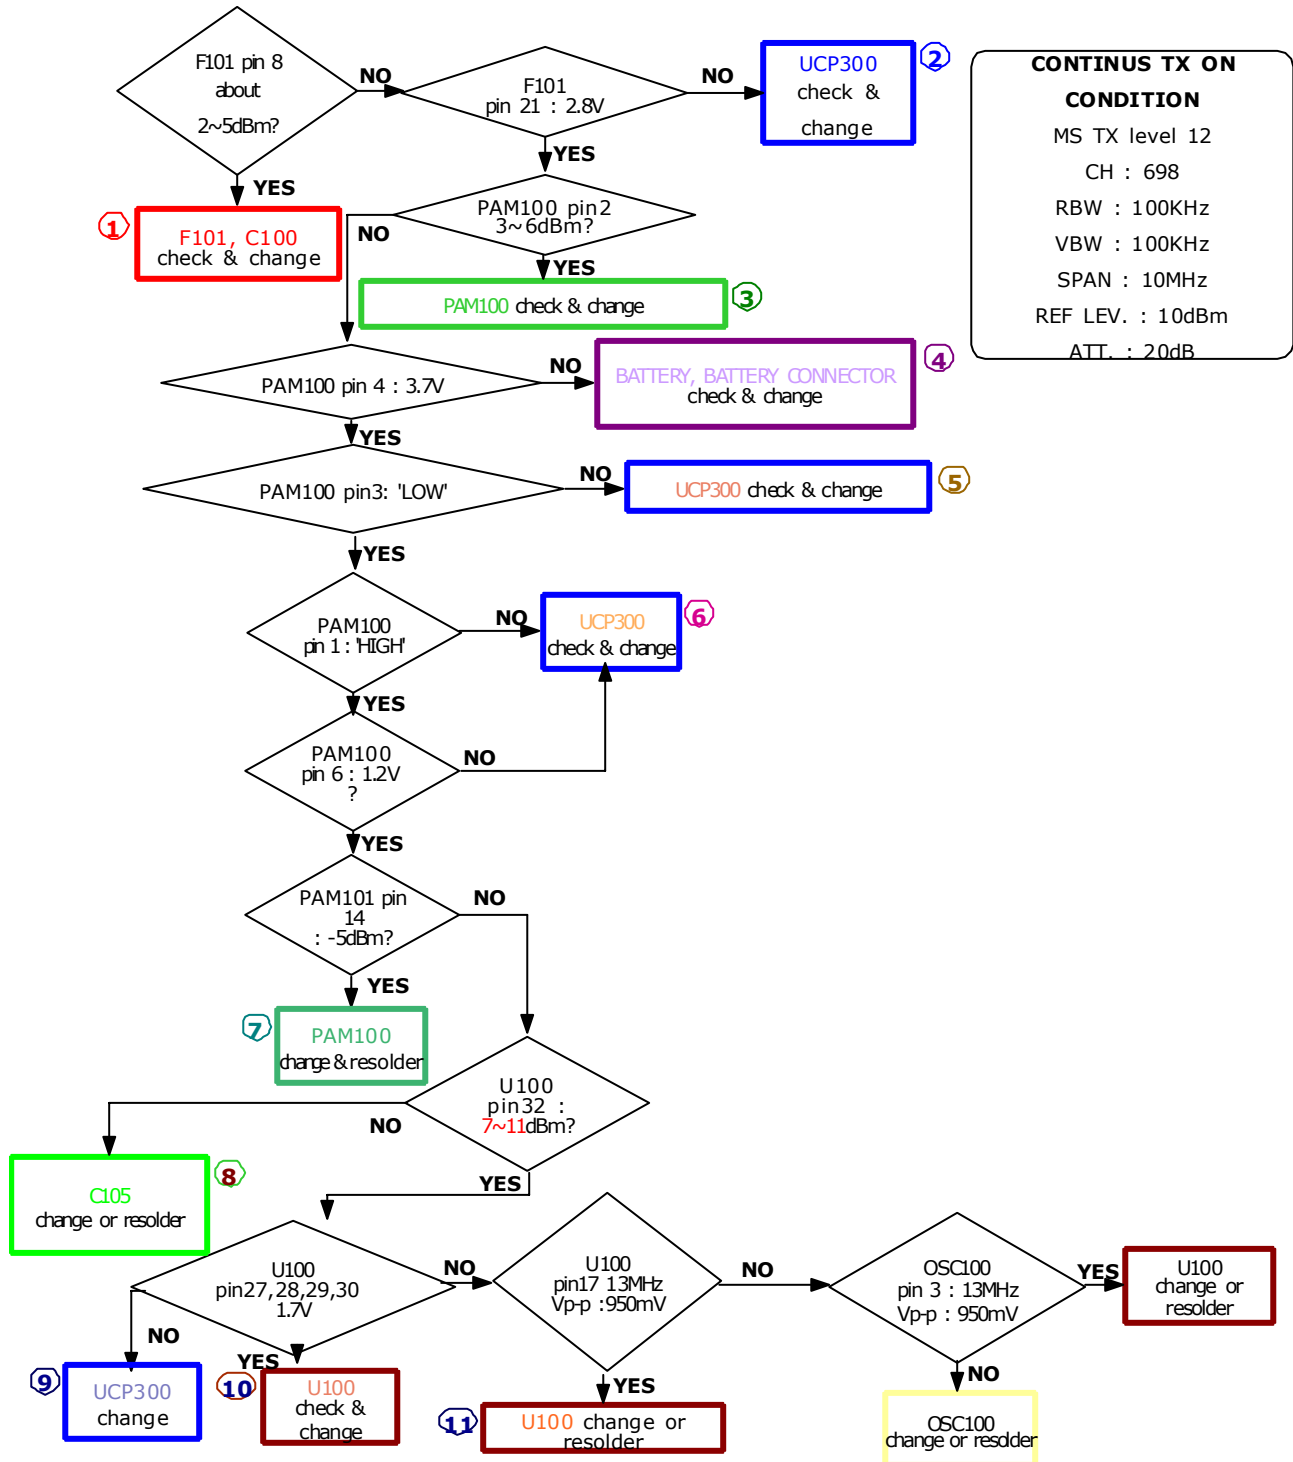 F101 pin 8
about
2~5dBm?
NO
F101
pin 21 : 2.8V
NO
UCP300
check &
change
2
CONTINUS TX ON
CONDITION
MS TX level 12
CH : 698
RBW : 100KHz
VBW : 100KHz
SPAN : 10MHz
REF LEV. : 10dBm
ATT. : 20dB
YES
YES
1
F101, C100
check & change
PAM100 pin2
3~6dBm?
NO
YES
PAM100 check & change
3
PAM100 pin 4 : 3.7V
NO
BATTERY, BATTERY CONNECTOR
check & change
4
YES
PAM100 pin3: 'LOW'
NO
UCP300 check & change
5
YES
PAM100
pin 1 : 'HIGH'
NO
UCP300
check & change
6
YES
PAM100
pin 6 : 1.2V
?
NO
YES
PAM101 pin
14
: -5dBm?
NO
YES
7
PAM100
change & resolder
U100
pin32 :
7~11dBm?
NO
YES
8
C105
change or resolder
U100
pin27,28,29,30
1.7V
NO
U100
pin17 13MHz
Vp-p : 950mV
NO
OSC100
pin 3 : 13MHz
Vp-p : 950mV
YES
U100
change or
resolder
NO
YES
YES
NO
9
UCP300
change
10
U100
check &
change
11
U100 change or
resolder
OSC100
change or resolder